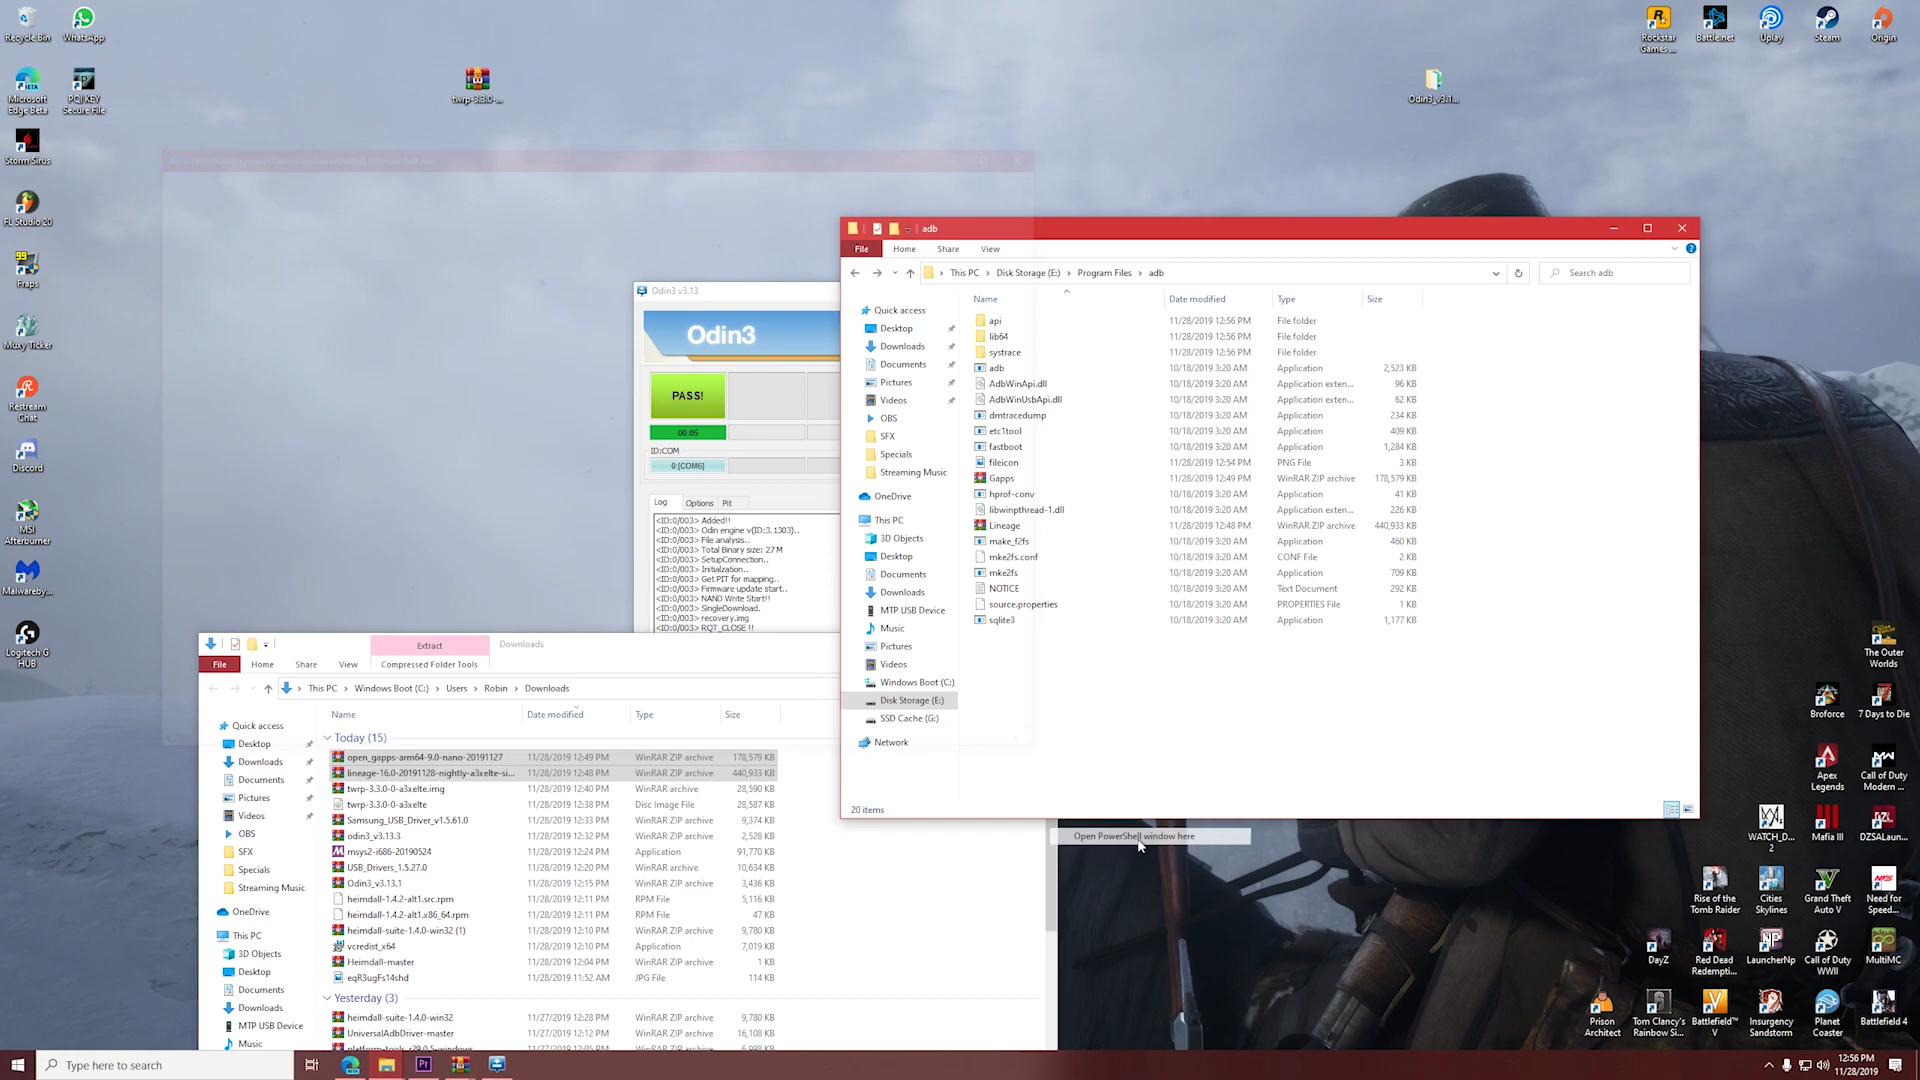 Recycle Bin
WhatsApp
Microsoft Edge Beta
PQI KEY Secure File
Storm Sirus
FL Studio 20
99
Fraps
Muxy Ticker
Restream Chat
Discord
MSI Afterburner
Malwareby...
Logitech G HUB
twrp-3.3.0-...
Odin3_v3.1...
Rockstar Games ...
Battle.net
Uplay
Steam
Origin
Odin3 v3.13
Odin3
PASS!
00:05
ID:COM
0:[COM6]
Log
Options
Pit
<ID:0/003> Added!!
<ID:0/003> Odin engine v(ID:3.1303)..
<ID:0/003> File analysis..
<ID:0/003> Total Binary size: 27 M
<ID:0/003> SetupConnection..
<ID:0/003> Initialzation..
<ID:0/003> Get PIT for mapping..
<ID:0/003> Firmware update start..
<ID:0/003> NAND Write Start!!
<ID:0/003> SingleDownload.
<ID:0/003> recovery.img
<ID:0/003> RQT_CLOSE !!
adb
File
Home
Share
View
This PC > Disk Storage (E:) > Program Files > adb
Search adb
Name
Date modified
Type
Size
Quick access
Desktop
Downloads
Documents
Pictures
Videos
OBS
SFX
Specials
Streaming Music
OneDrive
This PC
3D Objects
Desktop
Documents
Downloads
MTP USB Device
Music
Pictures
Videos
Windows Boot (C:)
Disk Storage (E:)
SSD Cache (G:)
Network
api 11/28/2019 12:56 PM File folder
lib64 11/28/2019 12:56 PM File folder
systrace 11/28/2019 12:56 PM File folder
adb 10/18/2019 3:20 AM Application 2,523 KB
AdbWinApi.dll 10/18/2019 3:20 AM Application exten... 96 KB
AdbWinUsbApi.dll 10/18/2019 3:20 AM Application exten... 62 KB
dmtracedump 10/18/2019 3:20 AM Application 234 KB
etc1tool 10/18/2019 3:20 AM Application 409 KB
fastboot 10/18/2019 3:20 AM Application 1,284 KB
fileicon 11/28/2019 12:54 PM PNG File 3 KB
Gapps 11/28/2019 12:49 PM WinRAR ZIP archive 178,579 KB
hprof-conv 10/18/2019 3:20 AM Application 41 KB
libwinpthread-1.dll 10/18/2019 3:20 AM Application exten... 226 KB
Lineage 11/28/2019 12:48 PM WinRAR ZIP archive 440,933 KB
make_f2fs 10/18/2019 3:20 AM Application 460 KB
mke2fs.conf 10/18/2019 3:20 AM CONF File 2 KB
mke2fs 10/18/2019 3:20 AM Application 709 KB
NOTICE 10/18/2019 3:20 AM Text Document 292 KB
source.properties 10/18/2019 3:20 AM PROPERTIES File 1 KB
sqlite3 10/18/2019 3:20 AM Application 1,177 KB
20 items
Open PowerShell window here
Extract
Downloads
File
Home
Share
View
Compressed Folder Tools
This PC > Windows Boot (C:) > Users > Robin > Downloads
Name
Date modified
Type
Size
Quick access
Desktop
Downloads
Documents
Pictures
Videos
OBS
SFX
Specials
Streaming Music
OneDrive
This PC
3D Objects
Desktop
Documents
Downloads
MTP USB Device
Music
Today (15)
open_gapps-arm64-9.0-nano-20191127 11/28/2019 12:49 PM WinRAR ZIP archive 178,579 KB
lineage-16.0-20191128-nightly-a3xelte-si... 11/28/2019 12:48 PM WinRAR ZIP archive 440,933 KB
twrp-3.3.0-0-a3xelte.img 11/28/2019 12:40 PM WinRAR archive 28,590 KB
twrp-3.3.0-0-a3xelte 11/28/2019 12:38 PM Disc Image File 28,587 KB
Samsung_USB_Driver_v1.5.61.0 11/28/2019 12:33 PM WinRAR ZIP archive 9,374 KB
odin3_v3.13.3 11/28/2019 12:32 PM WinRAR archive 2,528 KB
msys2-i686-20190524 11/28/2019 12:24 PM Application 91,770 KB
USB_Drivers_1.5.27.0 11/28/2019 12:20 PM WinRAR archive 10,634 KB
Odin3_v3.13.1 11/28/2019 12:15 PM WinRAR ZIP archive 3,436 KB
heimdall-1.4.2-alt1.src.rpm 11/28/2019 12:11 PM RPM File 5,116 KB
heimdall-1.4.2-alt1.x86_64.rpm 11/28/2019 12:11 PM RPM File 47 KB
heimdall-suite-1.4.0-win32 (1) 11/28/2019 12:10 PM WinRAR ZIP archive 9,780 KB
vcredist_x64 11/28/2019 12:10 PM Application 7,019 KB
Heimdall-master 11/28/2019 12:04 PM WinRAR ZIP archive 1 KB
eqR3ugFs14shd 11/28/2019 11:52 AM JPG File 114 KB
Yesterday (3)
heimdall-suite-1.4.0-win32 11/27/2019 12:28 PM WinRAR ZIP archive 9,780 KB
UniversalAdbDriver-master 11/27/2019 12:12 PM WinRAR ZIP archive 16,108 KB
platform-tools_r29.0.5-windows 11/27/2019 12:05 PM WinRAR ZIP archive 6,998 KB
The Outer Worlds
Broforce
7 Days to Die
Apex Legends
Call of Duty Modern ...
WATCH_D... 2
Mafia III
DZSALaun...
Rise of the Tomb Raider
Cities Skylines
Grand Theft Auto V
Need for Speed...
DayZ
Red Dead Redempti...
LauncherNp
Call of Duty WWII
MultiMC
Prison Architect
Tom Clancy's Rainbow Si...
Battlefield™ V
Insurgency Sandstorm
Planet Coaster
Battlefield 4
Type here to search
Pr
12:56 PM
11/28/2019